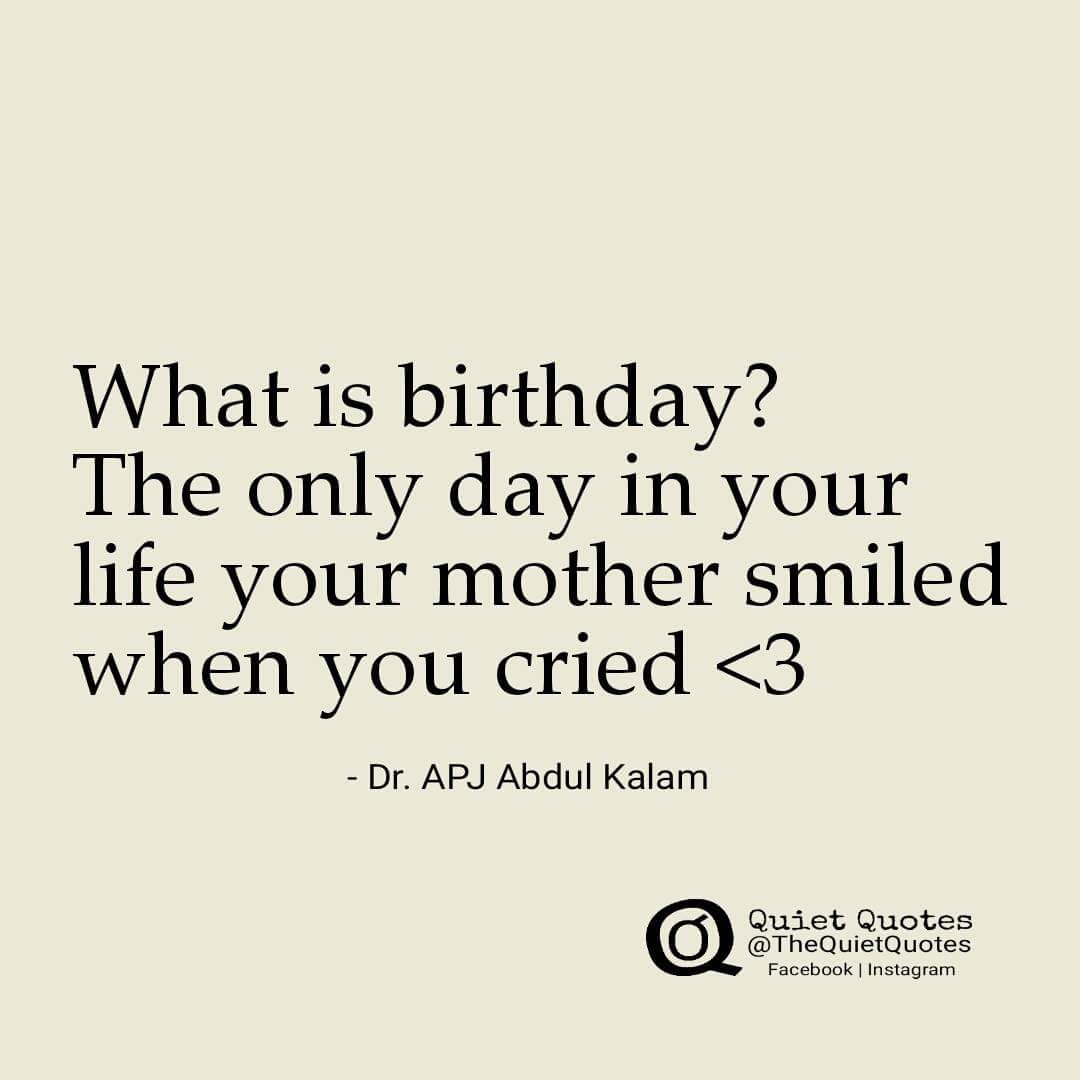 What is birthday?
The only day in your
life your mother smiled
when you cried <3
- Dr. APJ Abdul Kalam
Quiet Quotes
@TheQuietQuotes
Facebook | Instagram